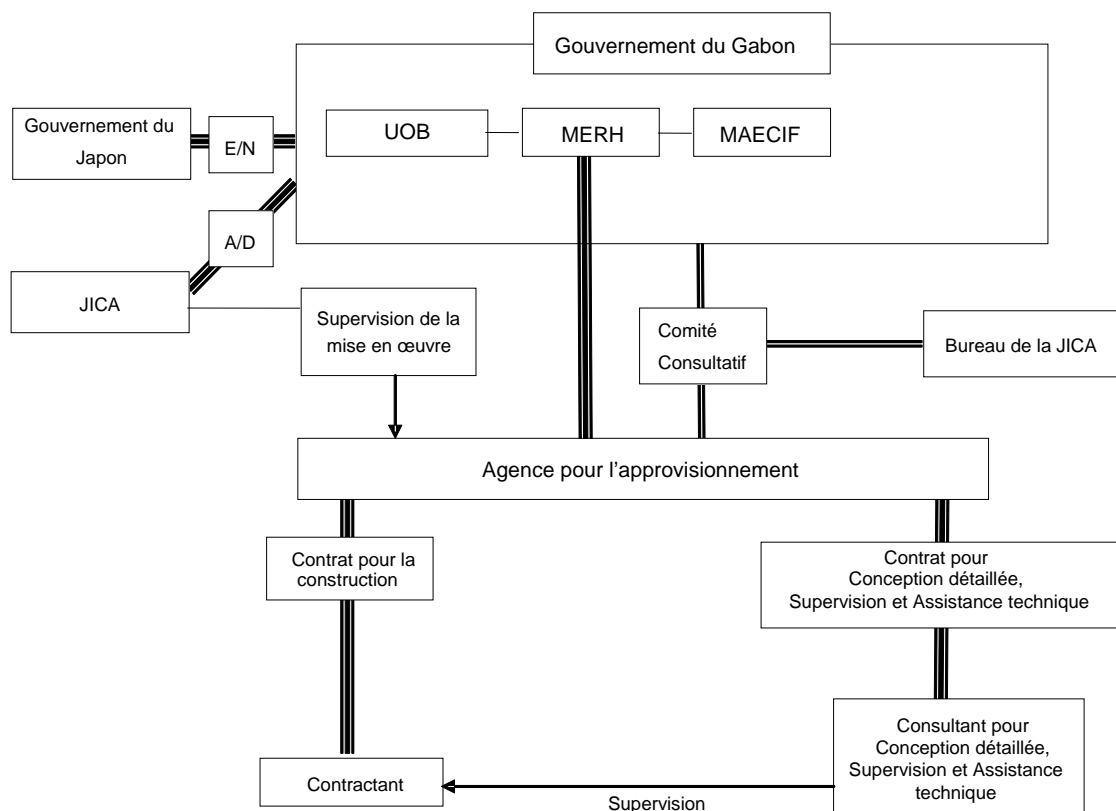 Gouvernement du Gabon
Gouvernement du
Japon
E/N
UOB
MERH
MAECIF
A/D
JICA
Supervision de la
mise en œuvre
Comité
Consultatif
Bureau de la JICA
Agence pour l'approvisionnement
Contrat pour la
construction
Contrat pour
Conception détaillée,
Supervision et Assistance technique
Consultant pour
Conception détaillée,
Supervision et Assistance
technique
Contractant
Supervision